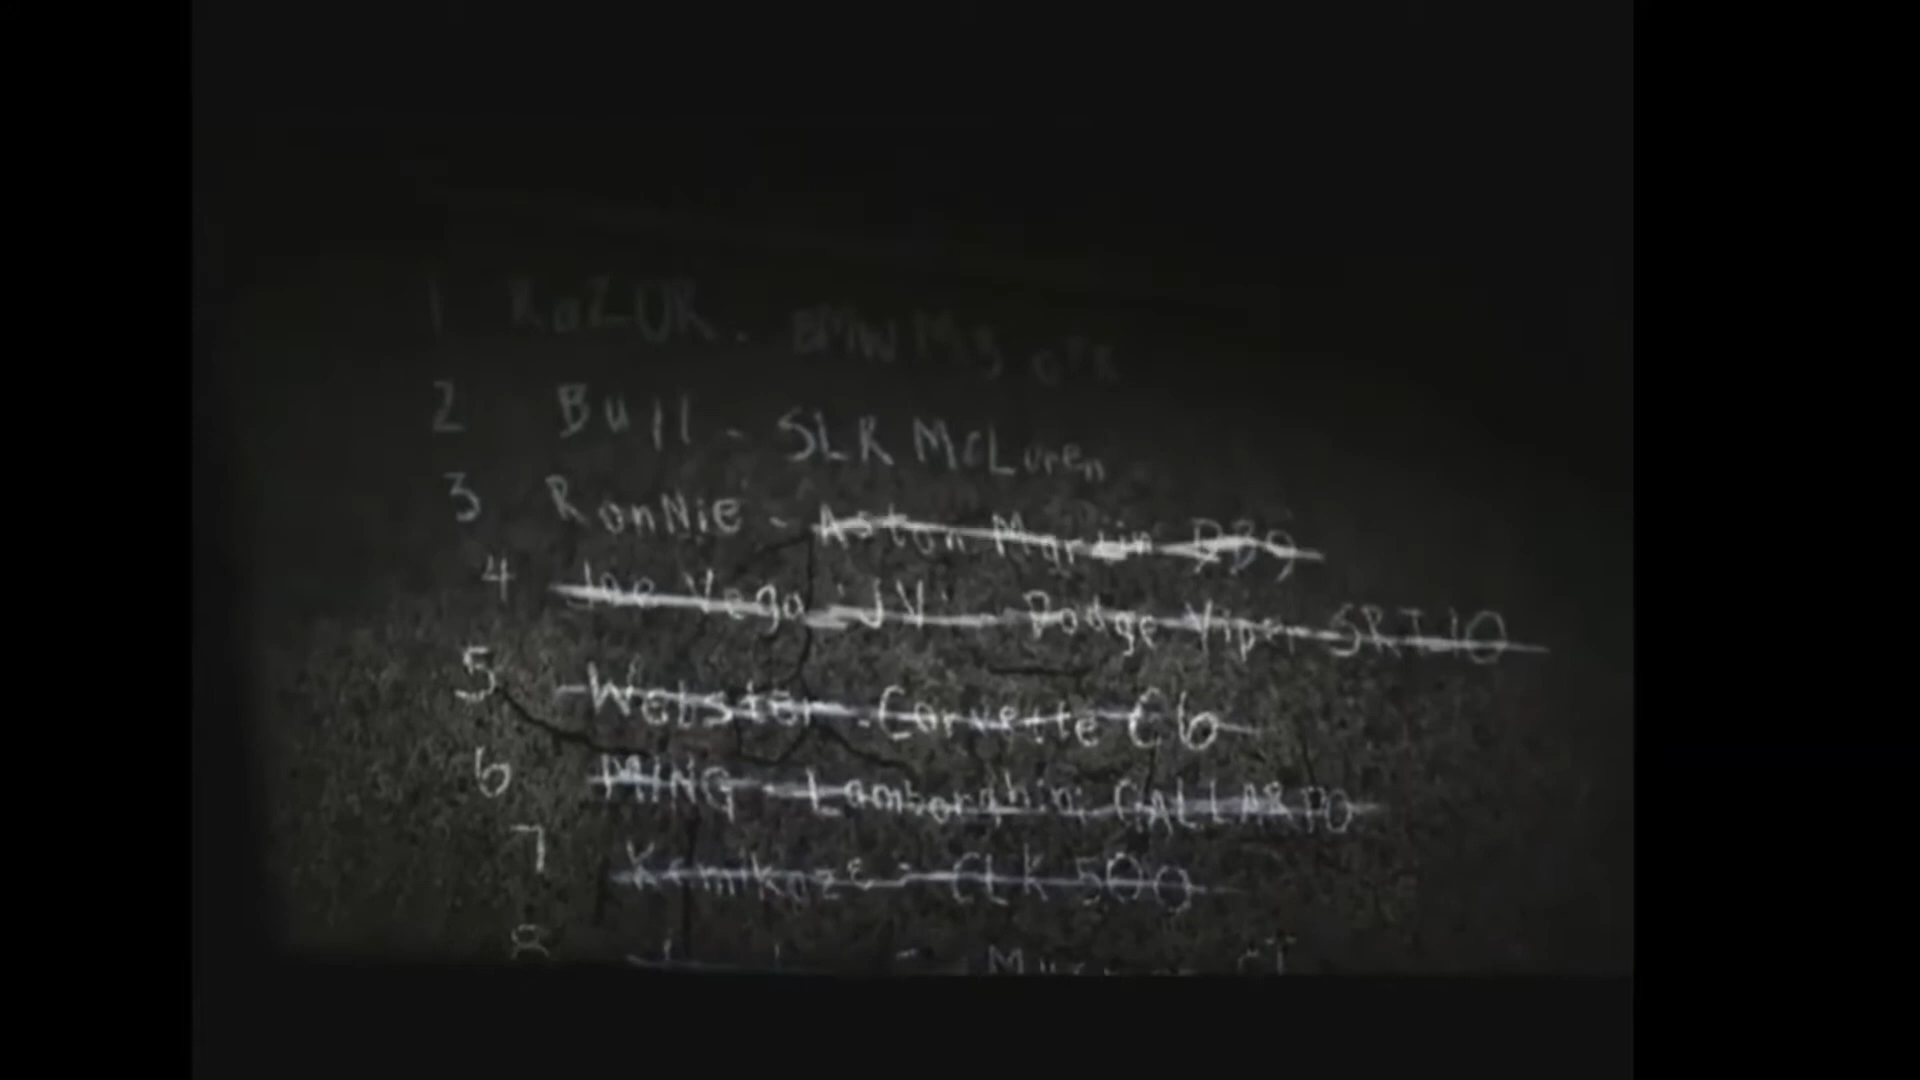 1 RaZOR - BMW M3 GTR
2 Bull - SLR McLaren
3 RonNie - Aston Martin DB9
4 Joe Vega "JV" - Dodge Viper SRT10
5 Webster - Corvette C6
6 MING - Lamborghini GALLARDO
7 Kamikaze - CLK 500
8